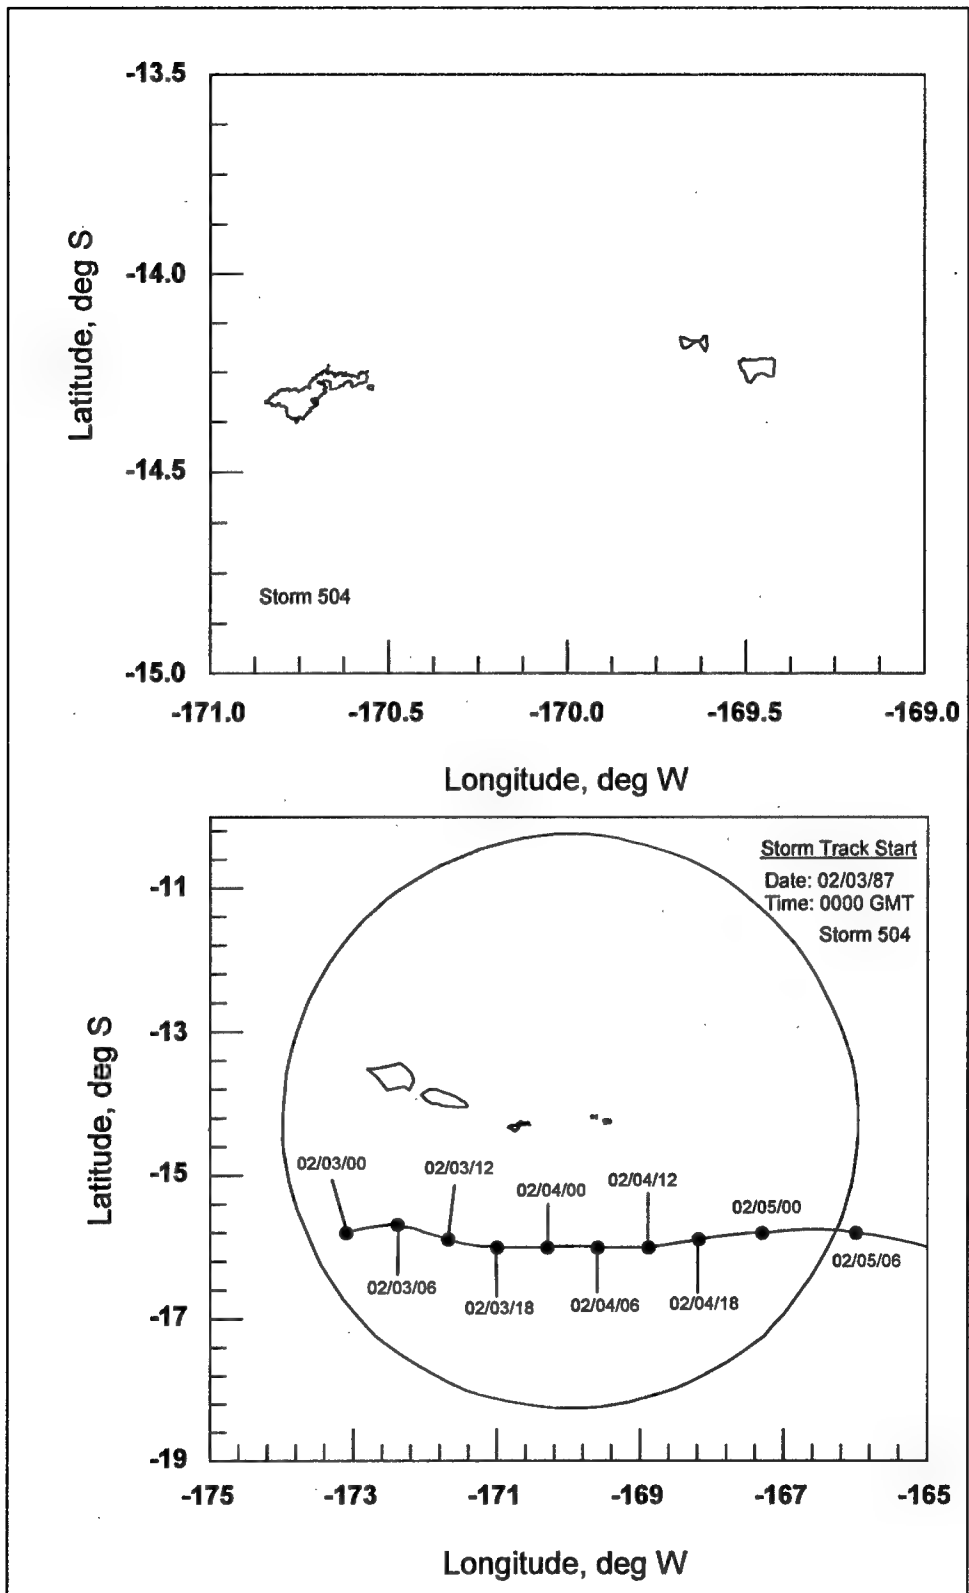 -13.5
-14.0
-14.5
-15.0
Latitude, deg S
Storm 504
-171.0 -170.5 -170.0 -169.5 -169.0
Longitude, deg W
Storm Track Start
Date: 02/03/87
Time: 0000 GMT
Storm 504
-11
-13
-15
-17
-19
Latitude, deg S
02/03/00
02/03/12
02/04/00
02/04/12
02/05/00
02/03/06
02/03/18
02/04/06
02/04/18
02/05/06
-175 -173 -171 -169 -167 -165
Longitude, deg W